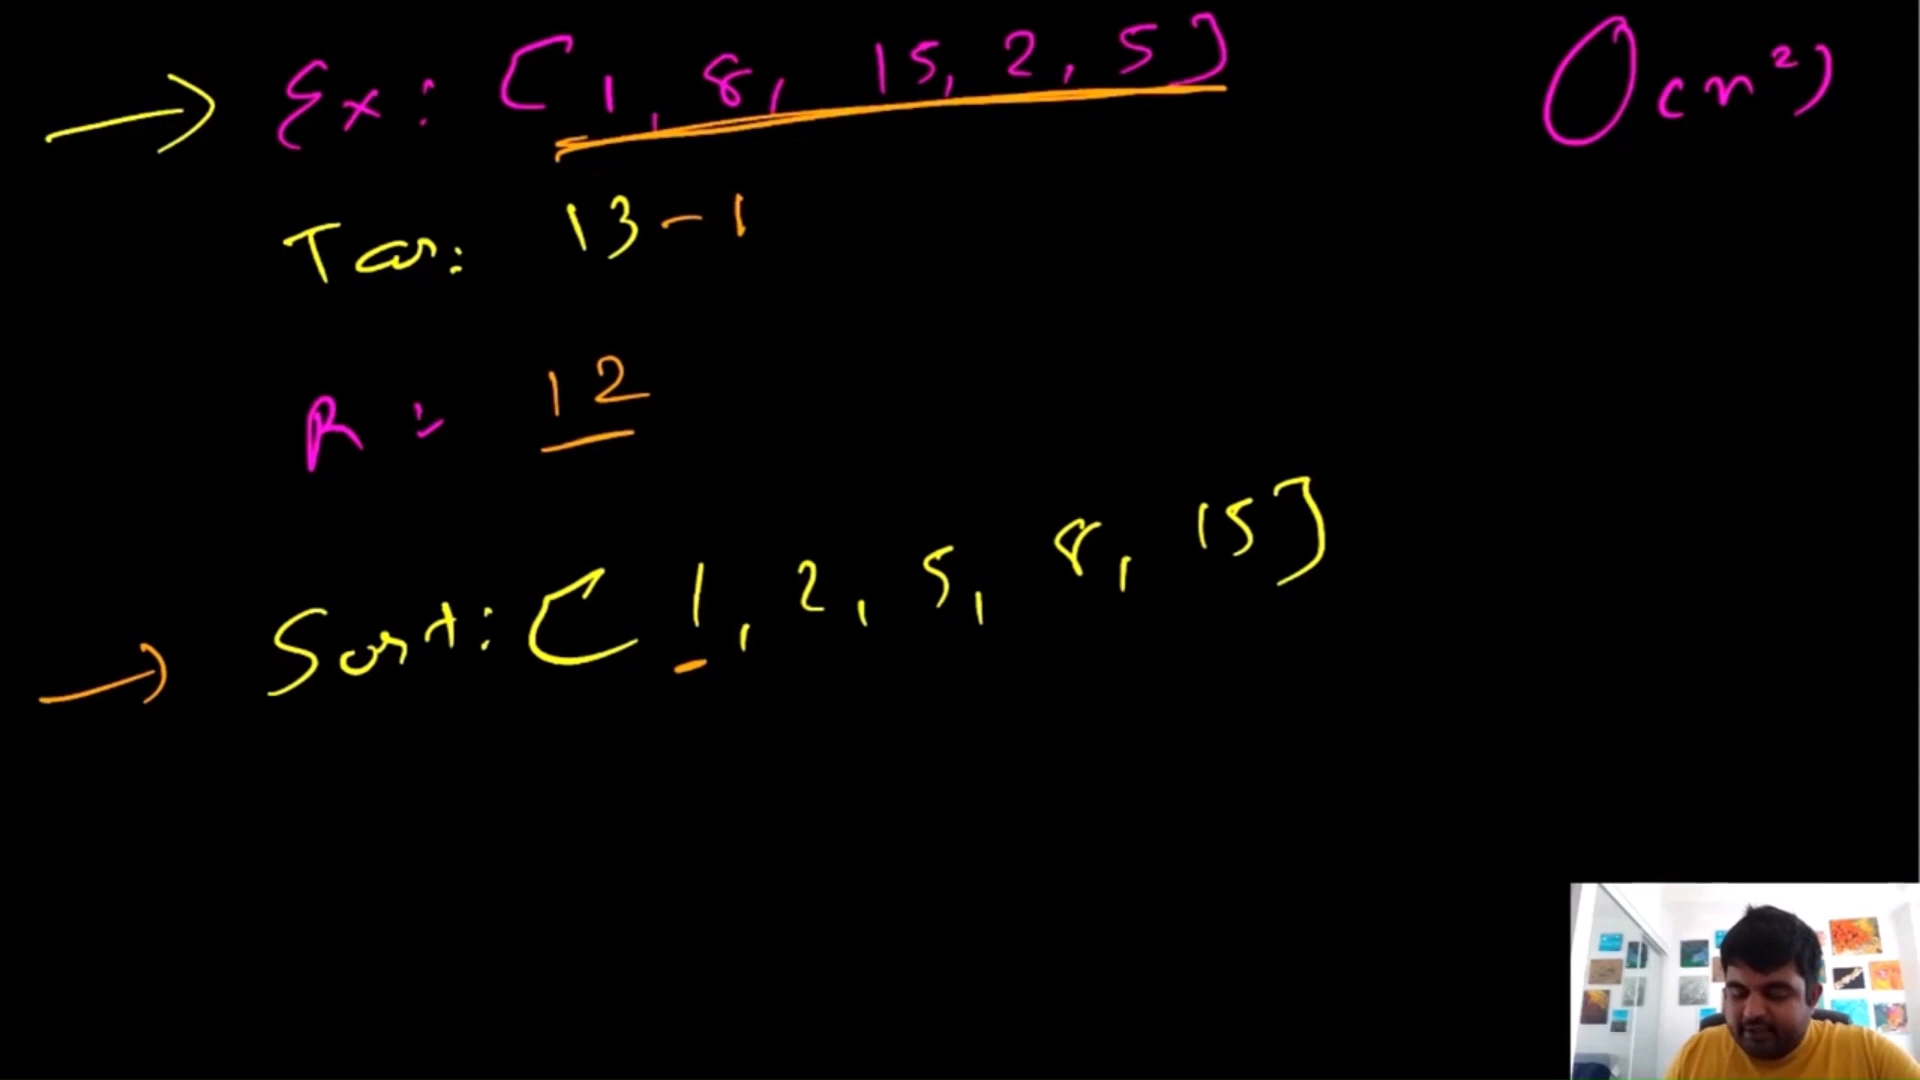 Ex: [1, 8, 15, 2, 5]
O(n²)
Tar: 13 - 1
R: 12
Sort: [1, 2, 5, 8, 15]